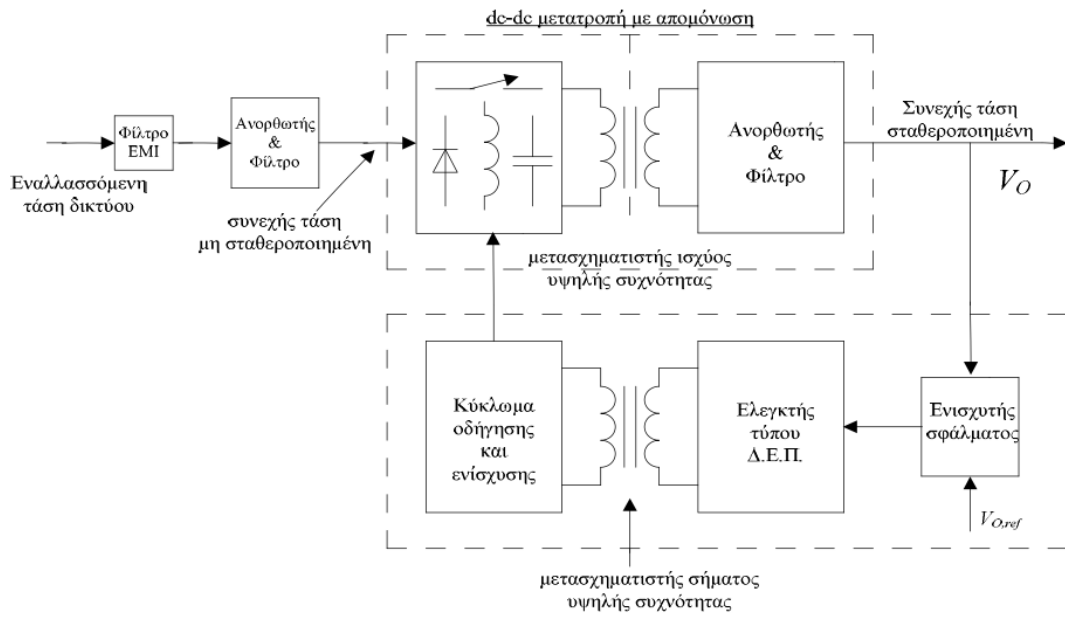 dc-dc μετατροπή με απομόνωση
Φίλτρο
EMI
Ανορθωτής
&
Φίλτρο
Ανορθωτής
&
Φίλτρο
Συνεχής τάση
σταθεροποιημένη
V_O
Εναλλασσόμενη
τάση δικτύου
συνεχής τάση
μη σταθεροποιημένη
μετασχηματιστής ισχύος
υψηλής συχνότητας
Κύκλωμα
οδήγησης
και
ενίσχυσης
Ελεγκτής
τύπου
Δ.Ε.Π.
Ενισχυτής
σφάλματος
V_{O,ref}
μετασχηματιστής σήματος
υψηλής συχνότητας